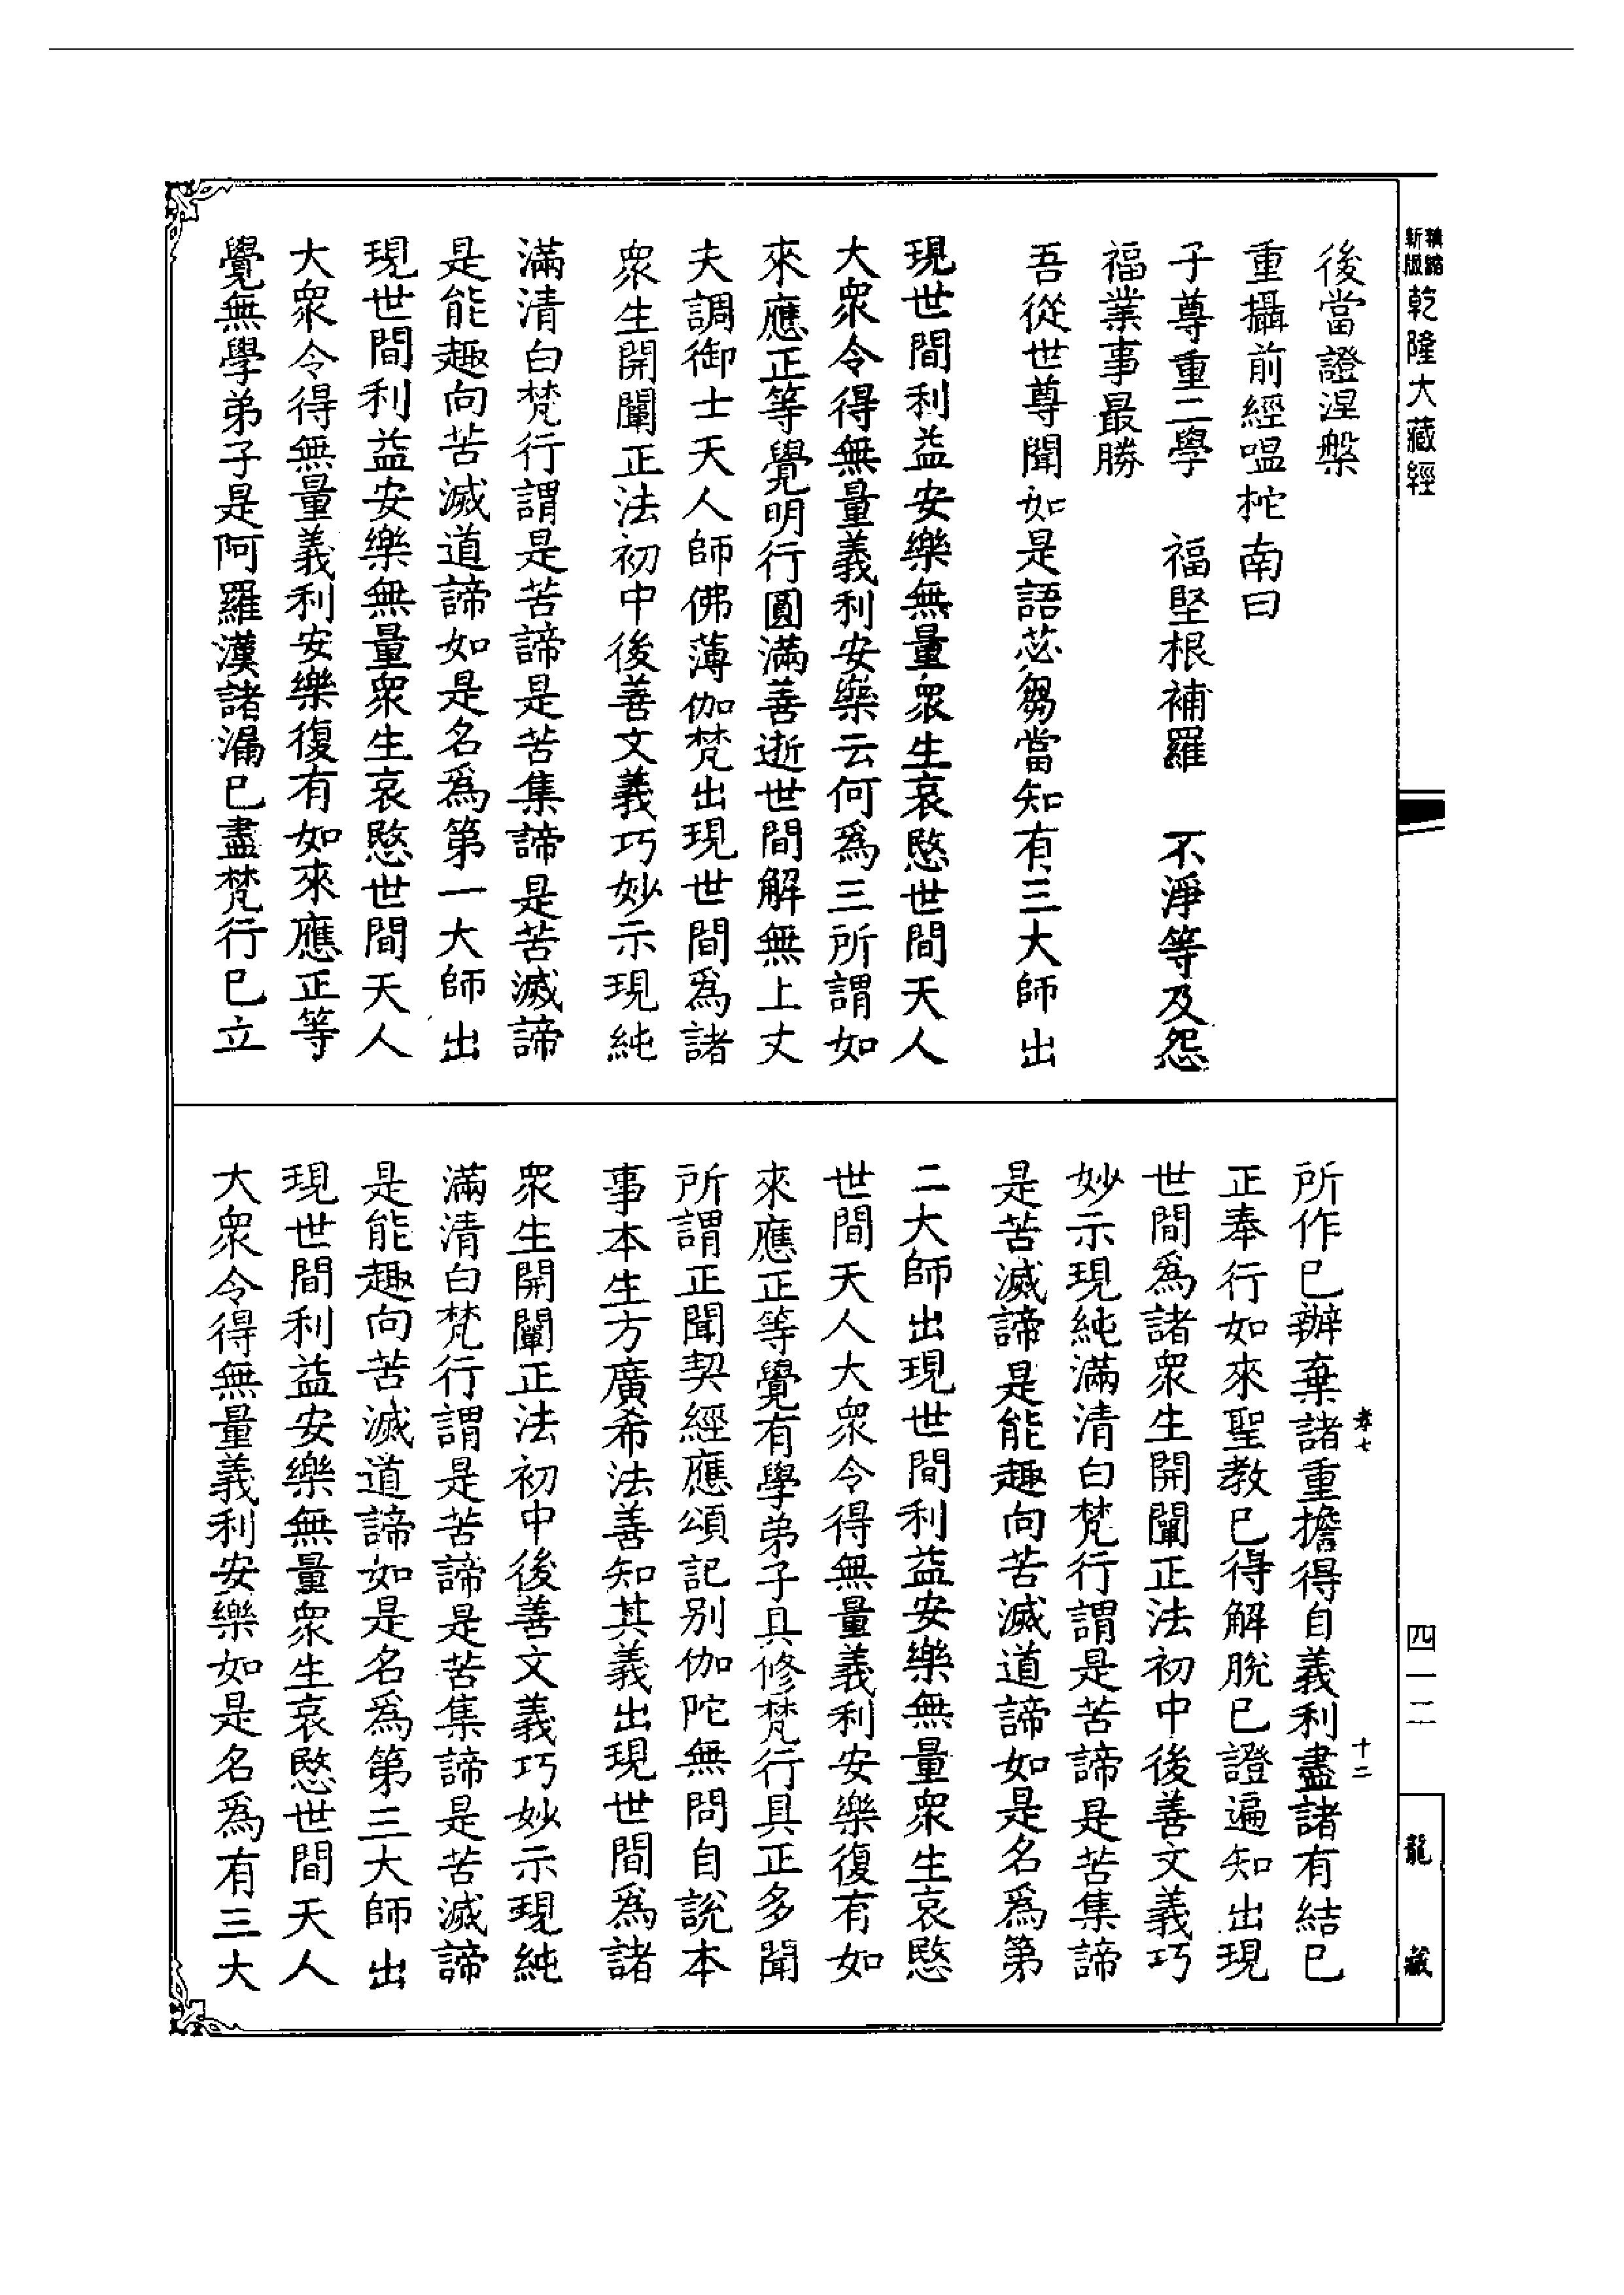 新版 精縮 乾隆大藏經
後當證涅槃
重攝前經嗢柁南曰
子尊重二學　福堅根補羅　不淨等及怨
福業事最勝
吾從世尊聞如是語苾芻當知有三大師出
現世間利益安樂無量衆生哀愍世間天人
大衆令得無量義利安樂云何爲三所謂如
來應正等覺明行圓滿善逝世間解無上丈
夫調御士天人師佛薄伽梵出現世間爲諸
衆生開闡正法初中後善文義巧妙示現純
滿清白梵行謂是苦諦是苦集諦是苦滅諦
是能趣向苦滅道諦如是名爲第一大師出
現世間利益安樂無量衆生哀愍世間天人
大衆令得無量義利安樂復有如來應正等
覺無學弟子是阿羅漢諸漏已盡梵行已立
孝七
十二
所作已辦棄諸重擔得自義利盡諸有結已
正奉行如來聖教已得解脫已證遍知出現
世間爲諸衆生開闡正法初中後善文義巧
妙示現純滿清白梵行謂是苦諦是苦集諦
是苦滅諦是能趣向苦滅道諦如是名爲第
二大師出現世間利益安樂無量衆生哀愍
世間天人大衆令得無量義利安樂復有如
來應正等覺有學弟子具修梵行具正多聞
所謂正聞契經應頌記別伽陀無問自說本
事本生方廣希法善知其義出現世間爲諸
衆生開闡正法初中後善文義巧妙示現純
滿清白梵行謂是苦諦是苦集諦是苦滅諦
是能趣向苦滅道諦如是名爲第三大師出
現世間利益安樂無量衆生哀愍世間天人
大衆令得無量義利安樂如是名爲有三大
四一二
龍藏